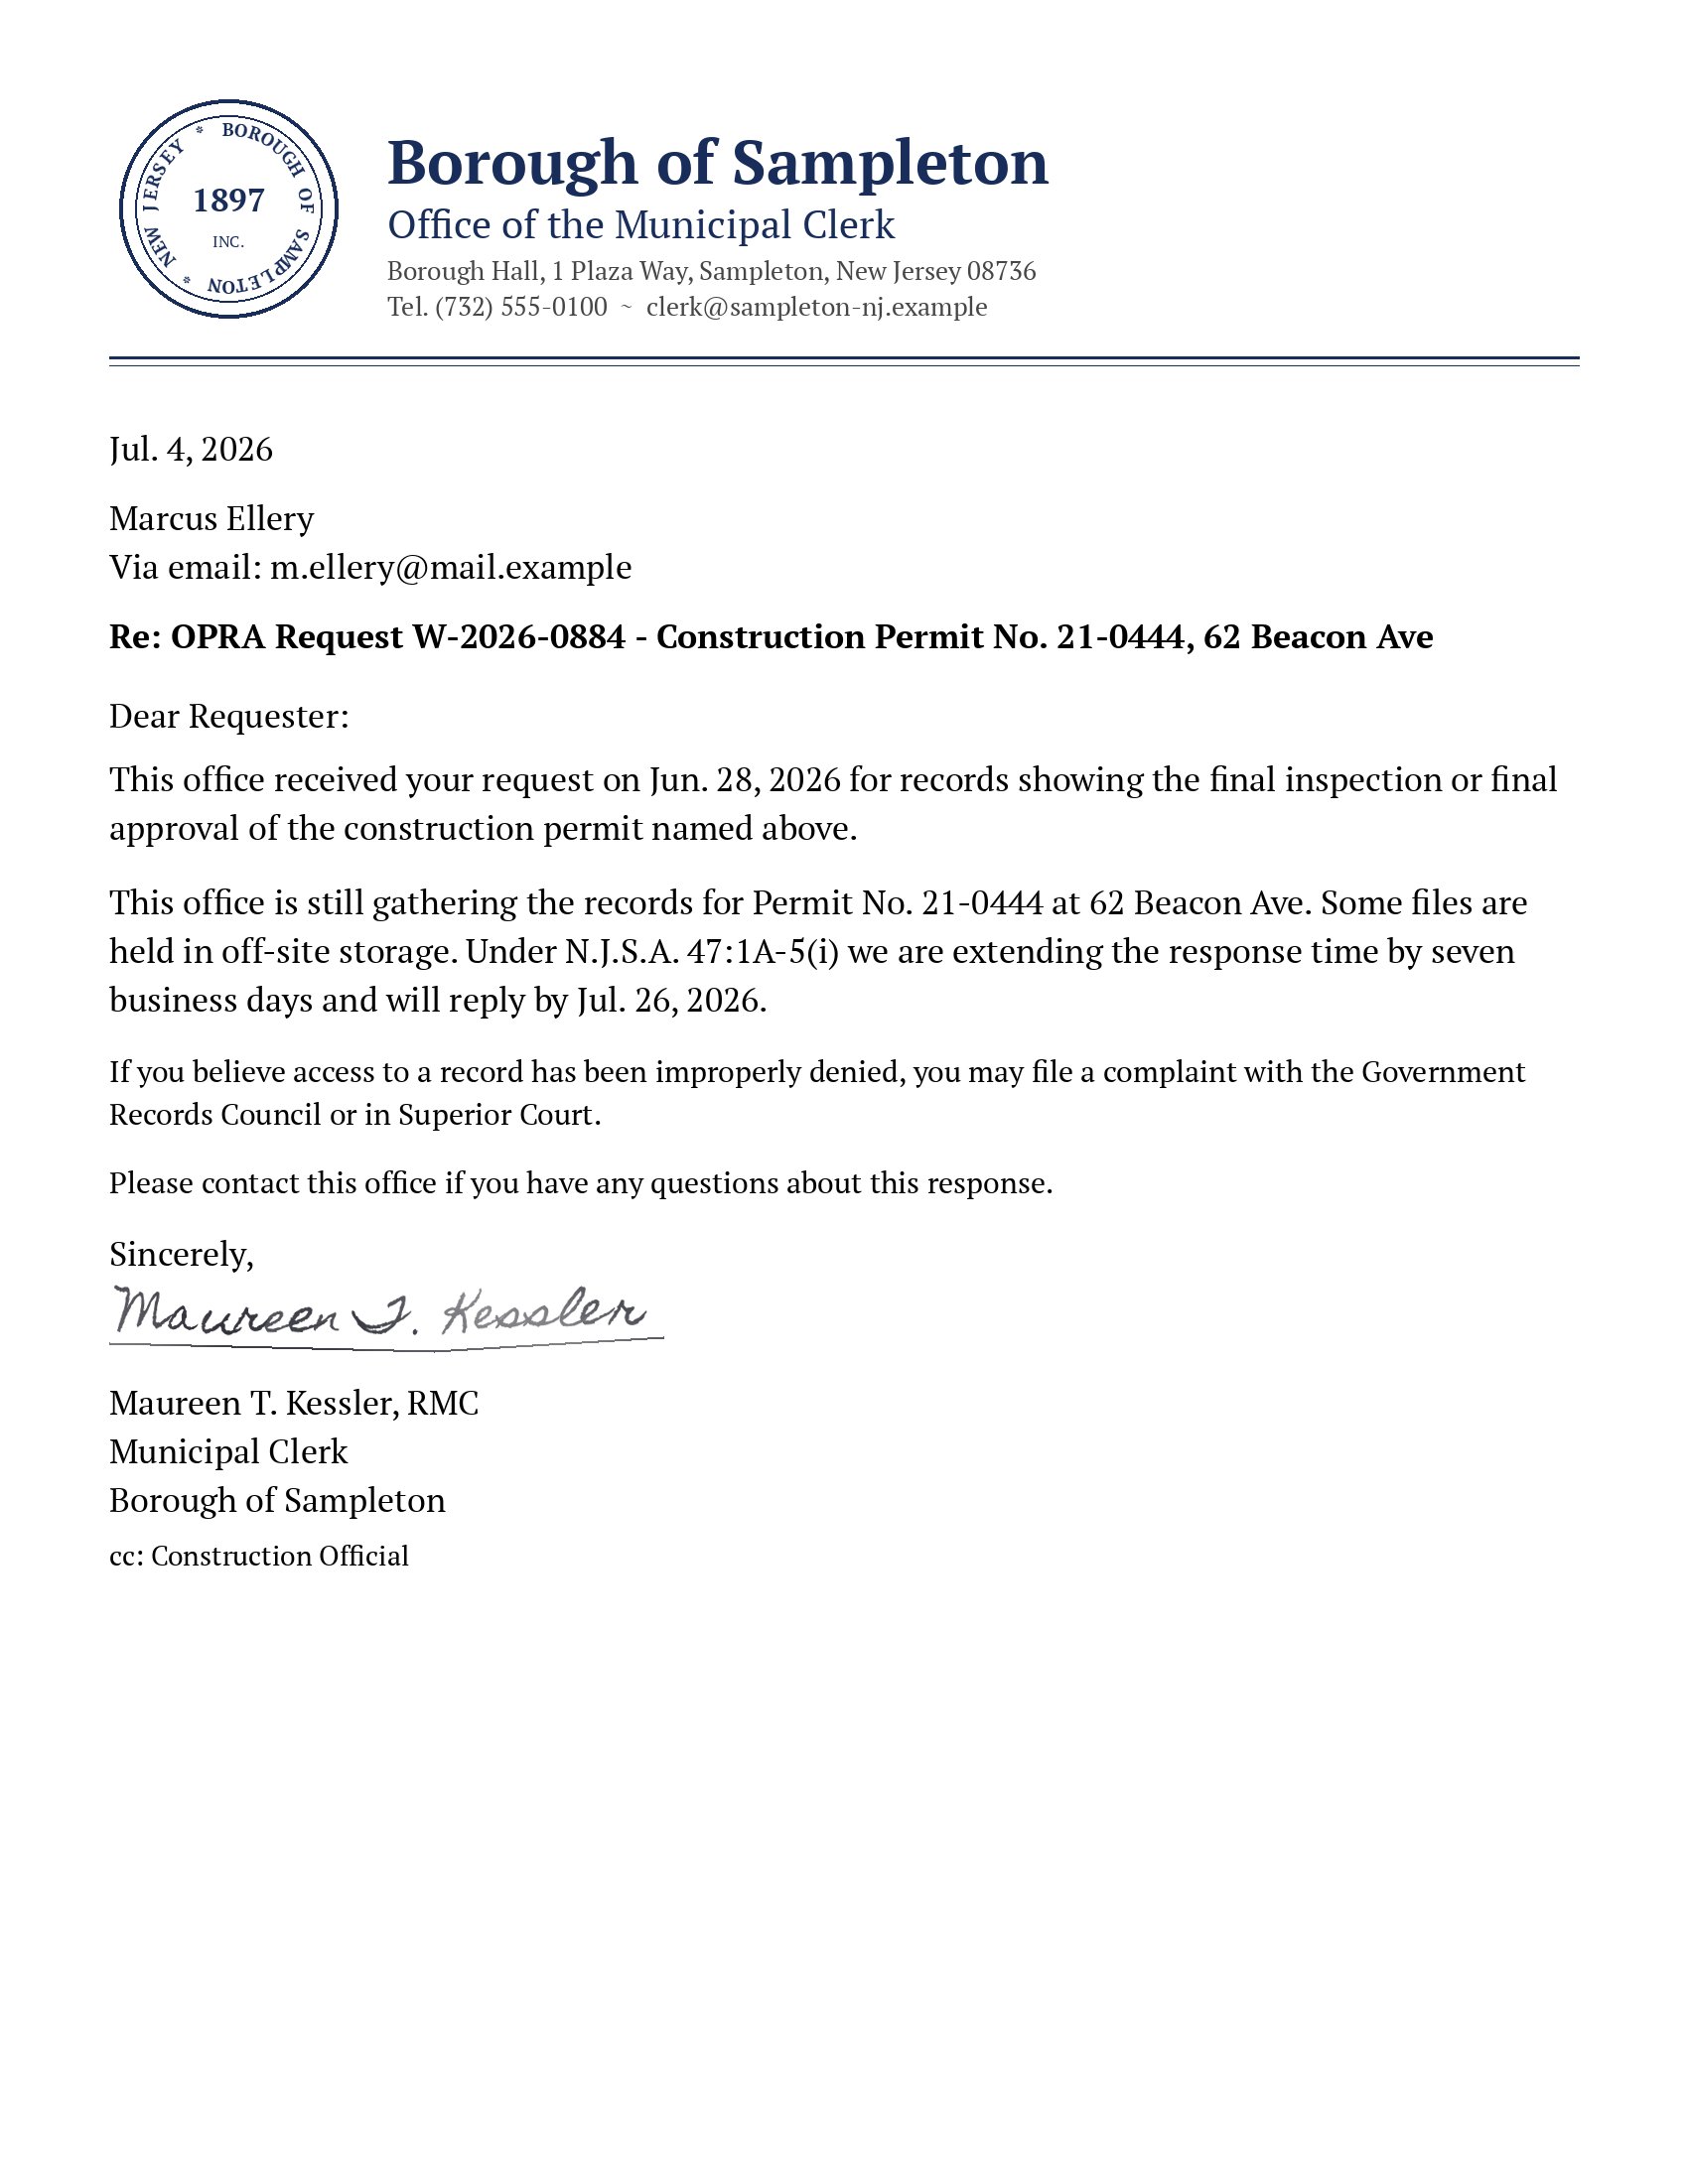 BOROUGH OF SAMPLETON * NEW JERSEY *
1897
INC.
Borough of Sampleton
Office of the Municipal Clerk
Borough Hall, 1 Plaza Way, Sampleton, New Jersey 08736
Tel. (732) 555-0100 ~ clerk@sampleton-nj.example
Jul. 4, 2026
Marcus Ellery
Via email: m.ellery@mail.example
Re: OPRA Request W-2026-0884 - Construction Permit No. 21-0444, 62 Beacon Ave
Dear Requester:
This office received your request on Jun. 28, 2026 for records showing the final inspection or final
approval of the construction permit named above.
This office is still gathering the records for Permit No. 21-0444 at 62 Beacon Ave. Some files are
held in off-site storage. Under N.J.S.A. 47:1A-5(i) we are extending the response time by seven
business days and will reply by Jul. 26, 2026.
If you believe access to a record has been improperly denied, you may file a complaint with the Government
Records Council or in Superior Court.
Please contact this office if you have any questions about this response.
Sincerely,
Maureen T. Kessler
Maureen T. Kessler, RMC
Municipal Clerk
Borough of Sampleton
cc: Construction Official